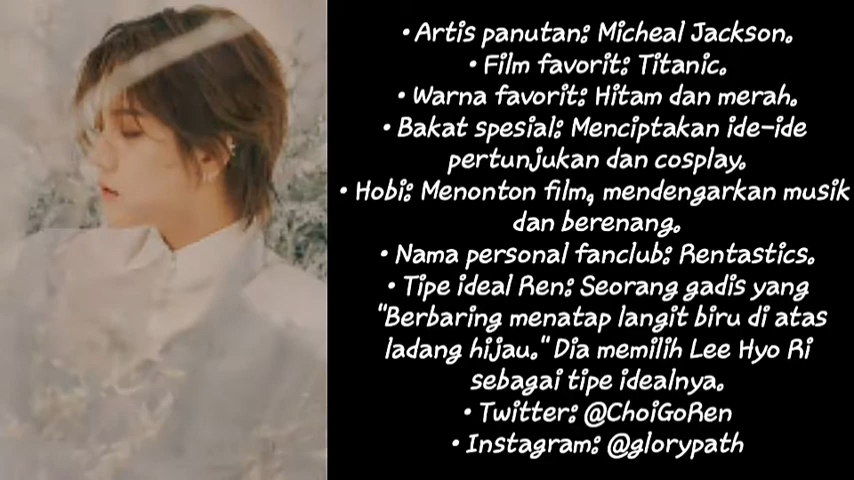 • Artis panutan: Micheal Jackson.
• Film favorit: Titanic.
• Warna favorit: Hitam dan merah.
• Bakat spesial: Menciptakan ide-ide
pertunjukan dan cosplay.
• Hobi: Menonton film, mendengarkan musik
dan berenang.
• Nama personal fanclub: Rentastics.
• Tipe ideal Ren: Seorang gadis yang
"Berbaring menatap langit biru di atas
ladang hijau." Dia memilih Lee Hyo Ri
sebagai tipe idealnya.
• Twitter: @ChoiGoRen
• Instagram: @glorypath